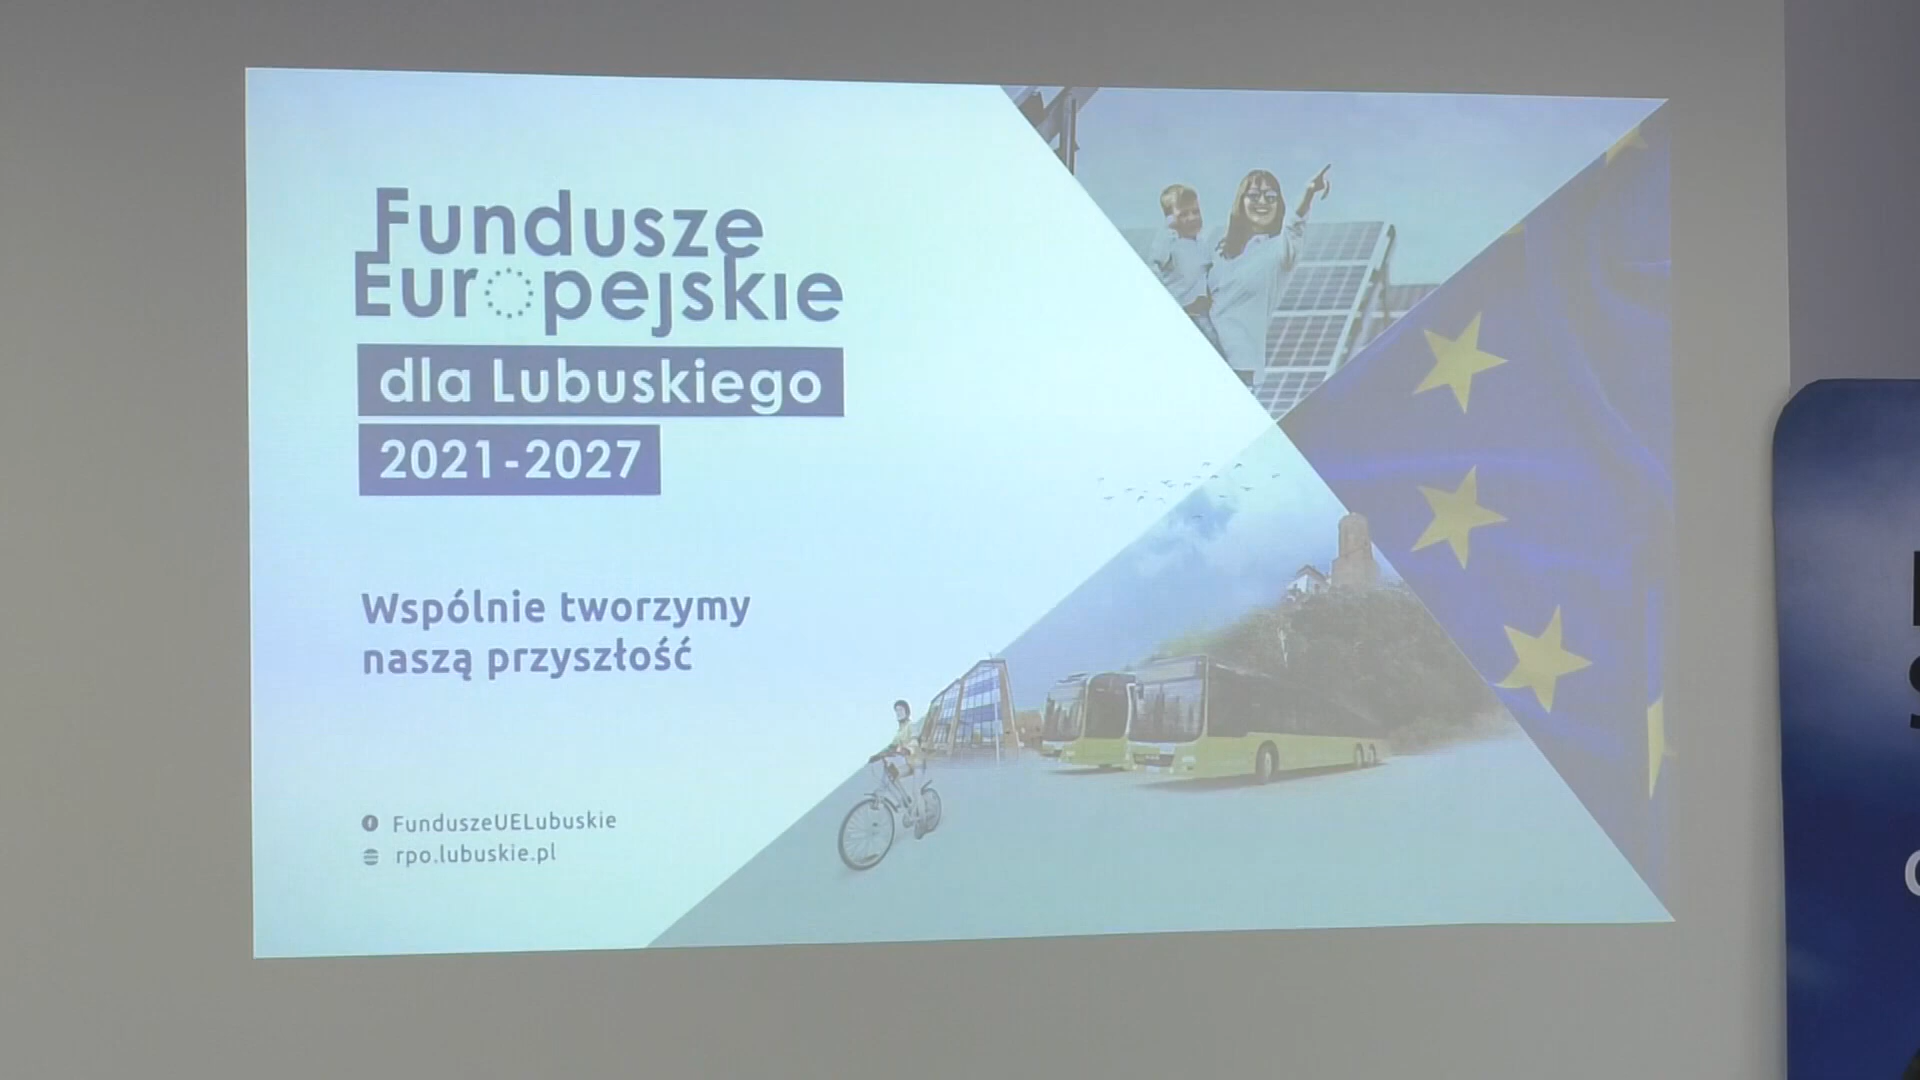 Fundusze
Europejskie
dla Lubuskiego
2021-2027
Wspólnie tworzymy
naszą przyszłość
FunduszeUELubuskie
rpo.lubuskie.pl